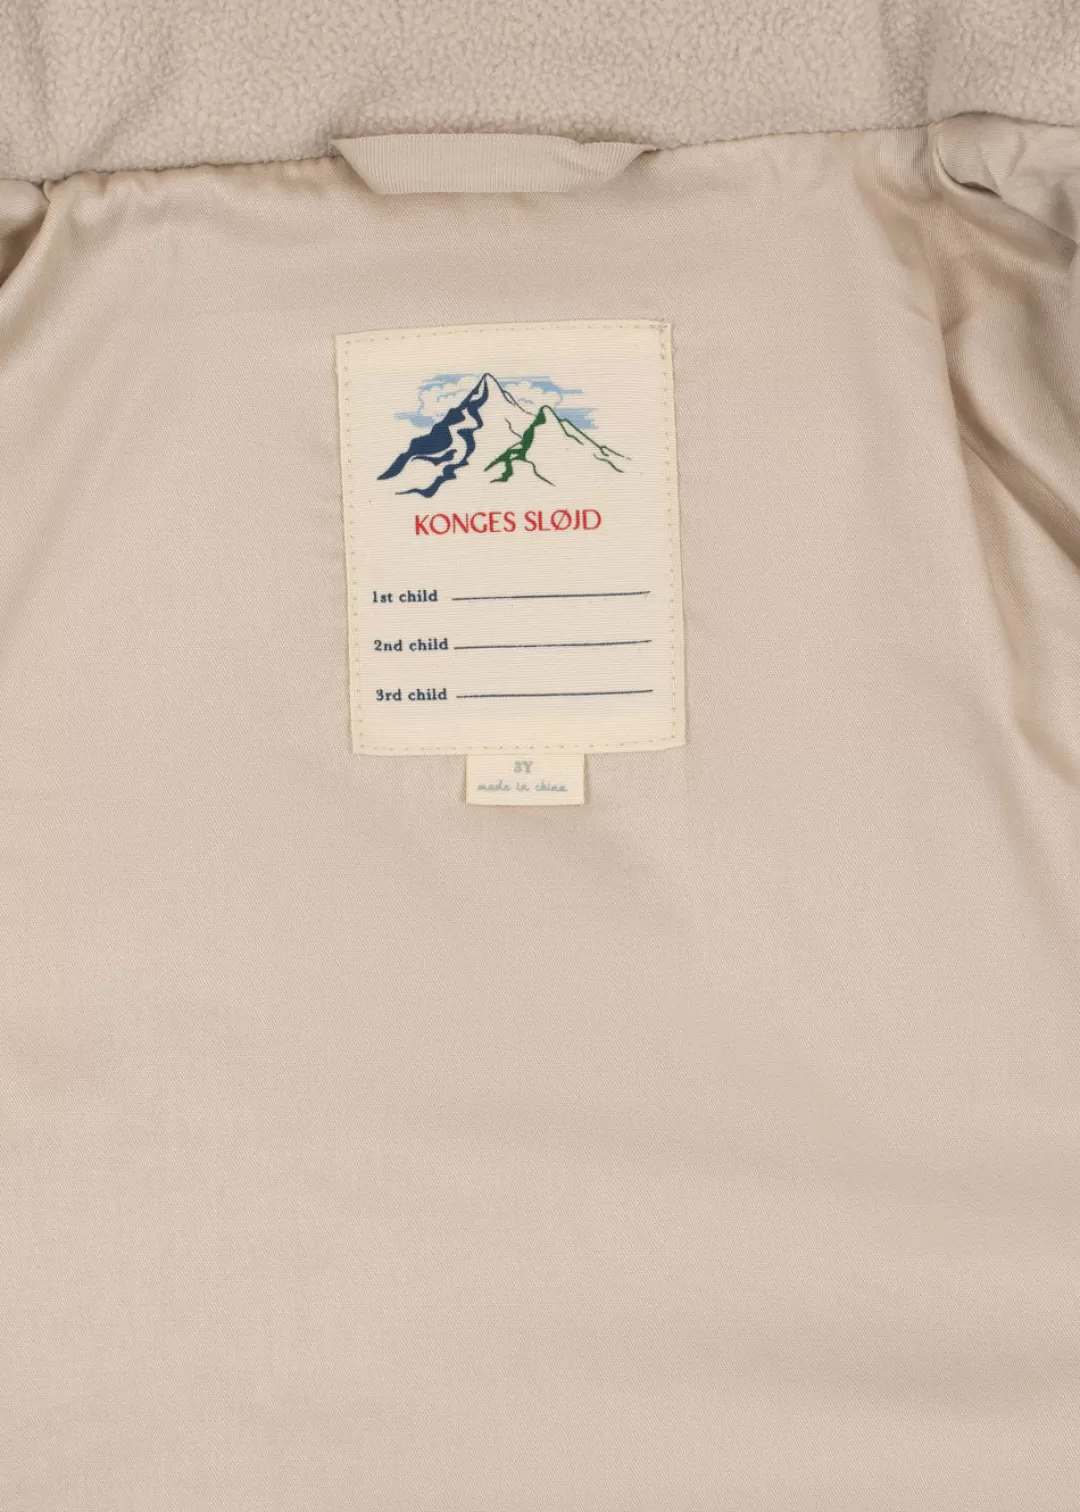 KONGES SLØJD
1st child
2nd child
3rd child
3Y
made in china